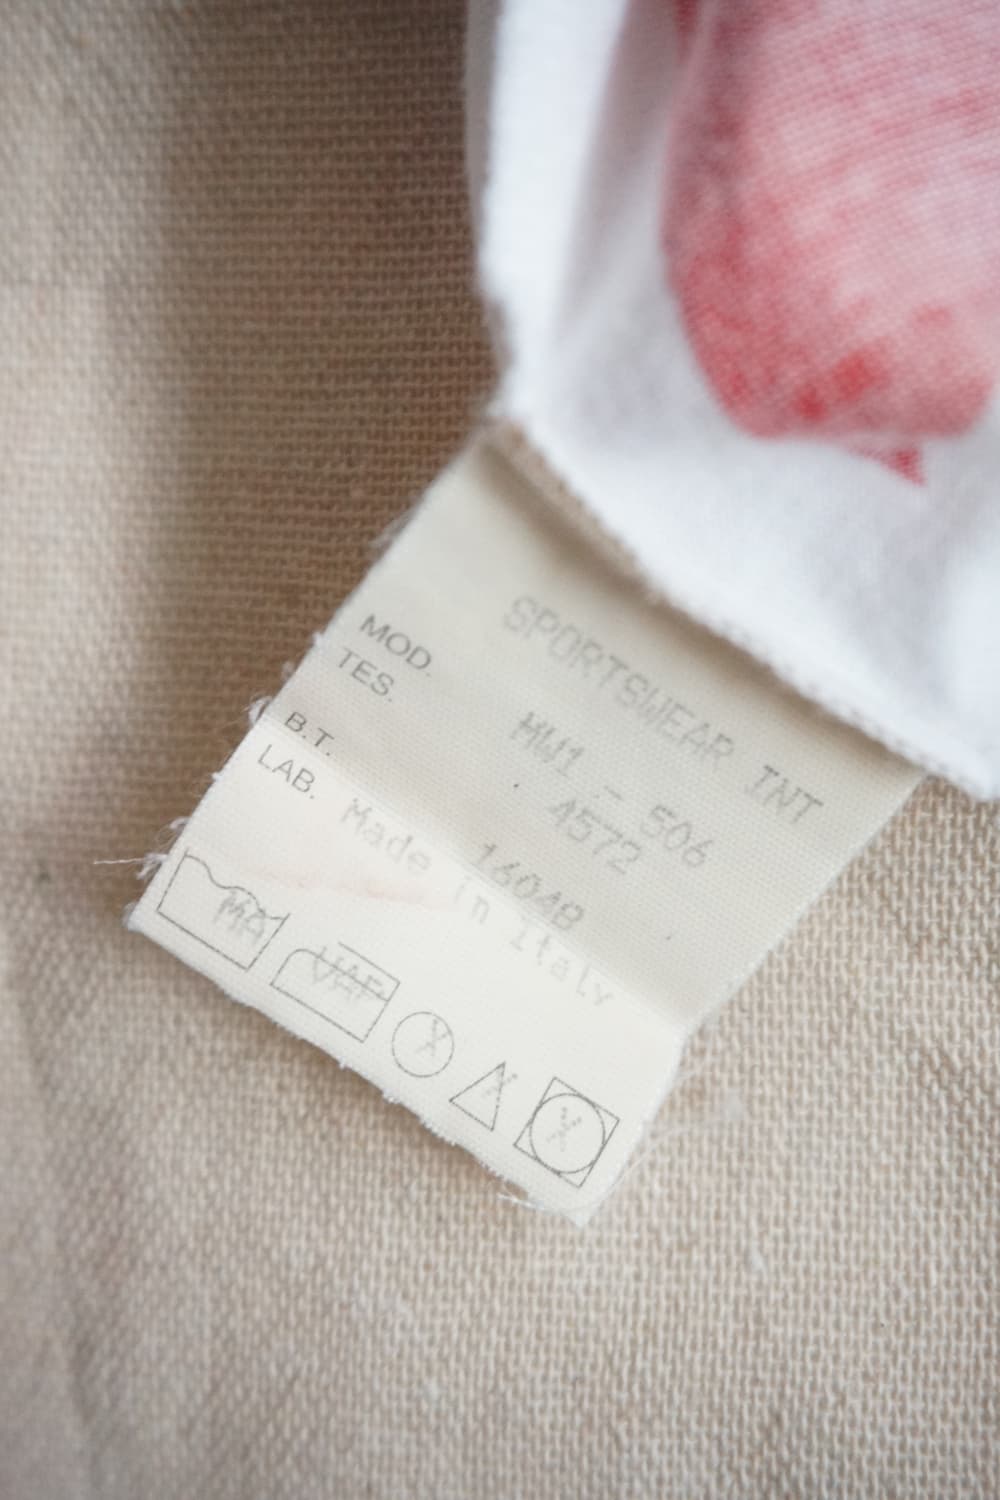 SPORTSWEAR INT
MOD. MW1 - 506
TES. 4572
B.T. 16048
LAB. Made in Italy
MA VAP. X X X